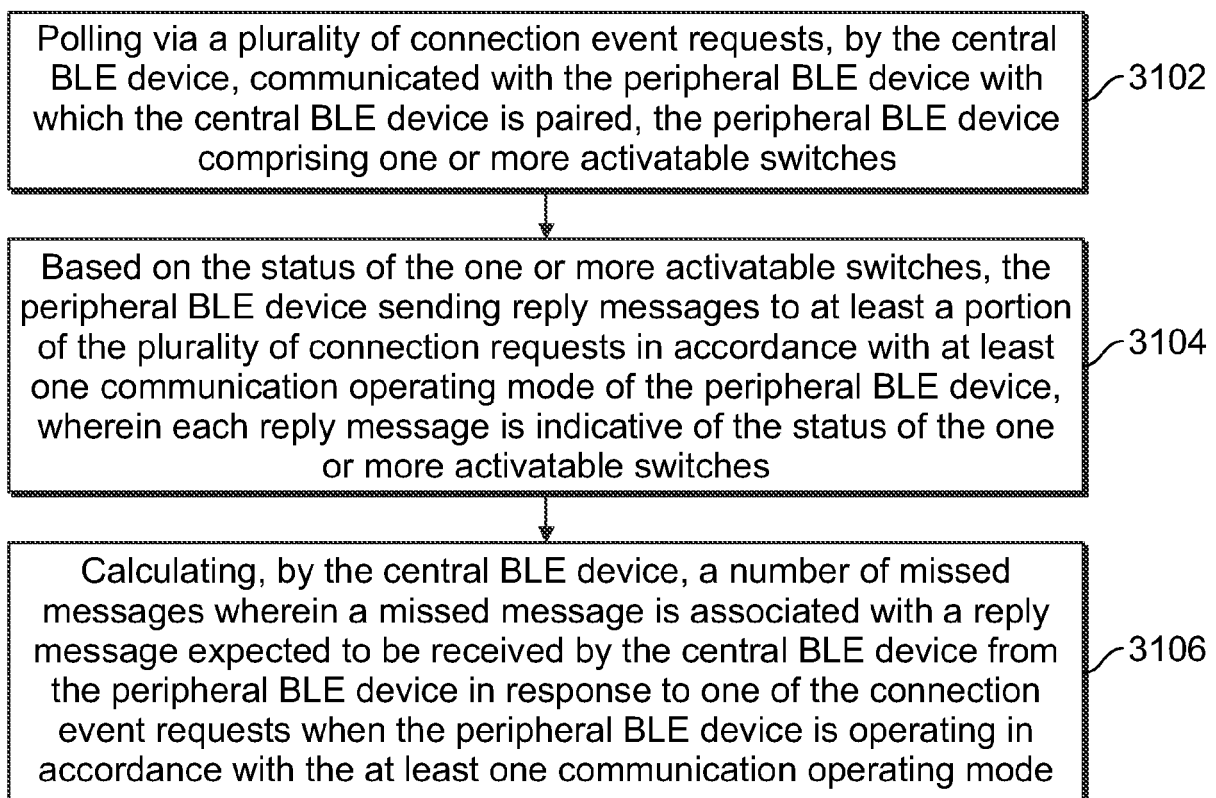 Polling via a plurality of connection event requests, by the central
BLE device, communicated with the peripheral BLE device with
which the central BLE device is paired, the peripheral BLE device
comprising one or more activatable switches
3102
Based on the status of the one or more activatable switches, the
peripheral BLE device sending reply messages to at least a portion
of the plurality of connection requests in accordance with at least
one communication operating mode of the peripheral BLE device,
wherein each reply message is indicative of the status of the one
or more activatable switches
3104
Calculating, by the central BLE device, a number of missed
messages wherein a missed message is associated with a reply
message expected to be received by the central BLE device from
the peripheral BLE device in response to one of the connection
event requests when the peripheral BLE device is operating in
accordance with the at least one communication operating mode
3106